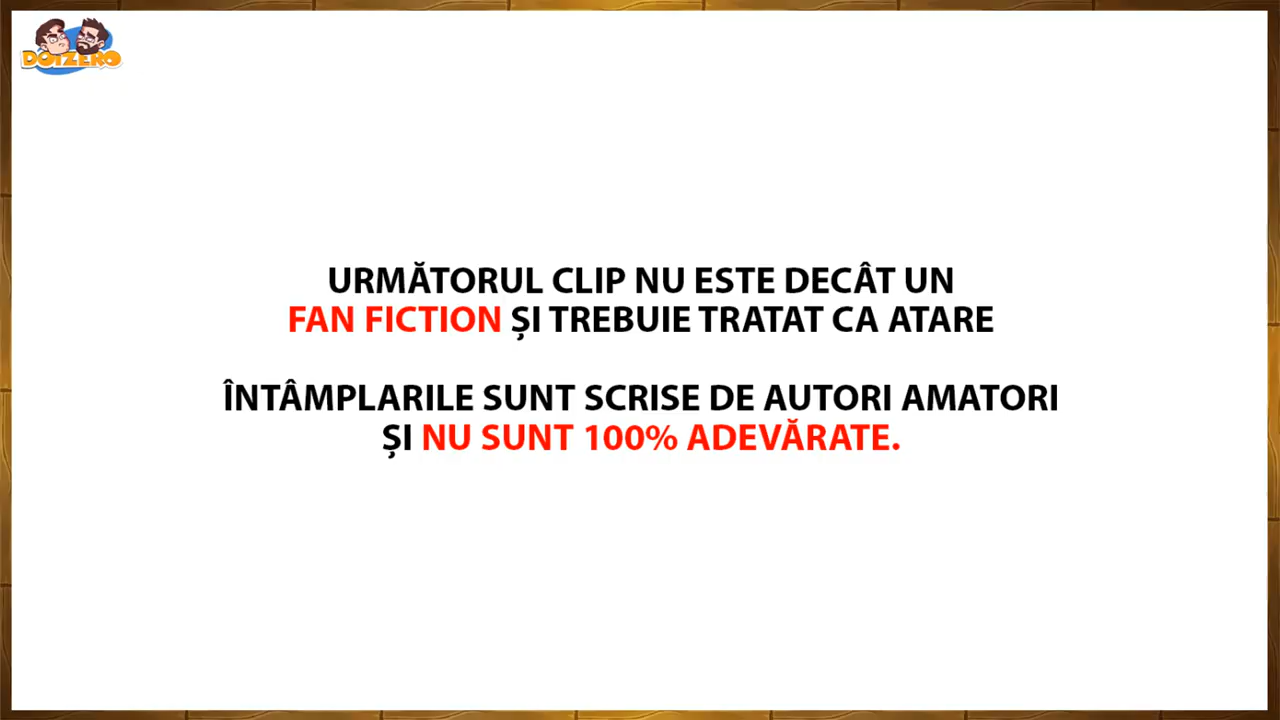 DOIZERO
URMĂTORUL CLIP NU ESTE DECÂT UN
FAN FICTION ȘI TREBUIE TRATAT CA ATARE
ÎNTÂMPLARILE SUNT SCRISE DE AUTORI AMATORI
ȘI NU SUNT 100% ADEVĂRATE.